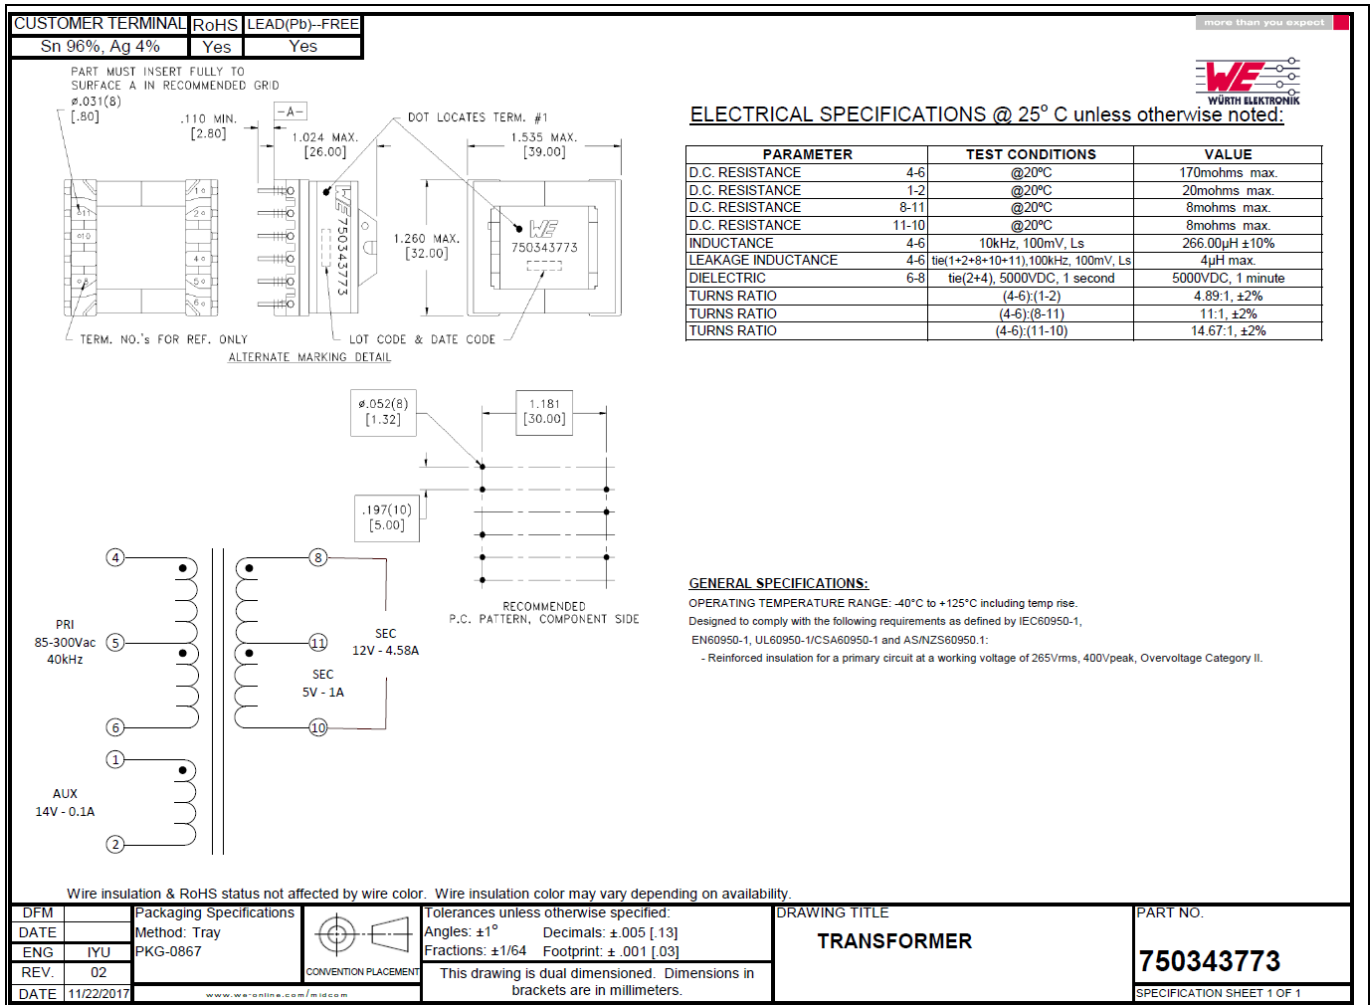 CUSTOMER TERMINAL RoHS LEAD(Pb)--FREE
Sn 96%, Ag 4% Yes Yes
more than you expect
WE
WÜRTH ELEKTRONIK
PART MUST INSERT FULLY TO
SURFACE A IN RECOMMENDED GRID
ø.031(8)
[.80]
.110 MIN.
[2.80]
-A-
1.024 MAX.
[26.00]
DOT LOCATES TERM. #1
1.535 MAX.
[39.00]
1.260 MAX.
[32.00]
11
10
8
1
2
4
5
6
WE 750343773
WE
750343773
TERM. NO.'s FOR REF. ONLY
LOT CODE & DATE CODE
ALTERNATE MARKING DETAIL
ELECTRICAL SPECIFICATIONS @ 25° C unless otherwise noted:
PARAMETER TEST CONDITIONS VALUE
D.C. RESISTANCE 4-6 @20ºC 170mohms max.
D.C. RESISTANCE 1-2 @20ºC 20mohms max.
D.C. RESISTANCE 8-11 @20ºC 8mohms max.
D.C. RESISTANCE 11-10 @20ºC 8mohms max.
INDUCTANCE 4-6 10kHz, 100mV, Ls 266.00µH ±10%
LEAKAGE INDUCTANCE 4-6 tie(1+2+8+10+11),100kHz, 100mV, Ls 4µH max.
DIELECTRIC 6-8 tie(2+4), 5000VDC, 1 second 5000VDC, 1 minute
TURNS RATIO (4-6):(1-2) 4.89:1, ±2%
TURNS RATIO (4-6):(8-11) 11:1, ±2%
TURNS RATIO (4-6):(11-10) 14.67:1, ±2%
ø.052(8)
[1.32]
1.181
[30.00]
.197(10)
[5.00]
RECOMMENDED
P.C. PATTERN, COMPONENT SIDE
4
5
6
1
2
8
11
10
PRI
85-300Vac
40kHz
AUX
14V - 0.1A
SEC
12V - 4.58A
SEC
5V - 1A
GENERAL SPECIFICATIONS:
OPERATING TEMPERATURE RANGE: -40°C to +125°C including temp rise.
Designed to comply with the following requirements as defined by IEC60950-1,
EN60950-1, UL60950-1/CSA60950-1 and AS/NZS60950.1:
- Reinforced insulation for a primary circuit at a working voltage of 265Vrms, 400Vpeak, Overvoltage Category II.
Wire insulation & RoHS status not affected by wire color. Wire insulation color may vary depending on availability.
DFM
DATE
ENG IYU
REV. 02
DATE 11/22/2017
Packaging Specifications
Method: Tray
PKG-0867
www.we-online.com/midcom
CONVENTION PLACEMENT
Tolerances unless otherwise specified:
Angles: ±1° Decimals: ±.005 [.13]
Fractions: ±1/64 Footprint: ± .001 [.03]
This drawing is dual dimensioned. Dimensions in
brackets are in millimeters.
DRAWING TITLE
TRANSFORMER
PART NO.
750343773
SPECIFICATION SHEET 1 OF 1